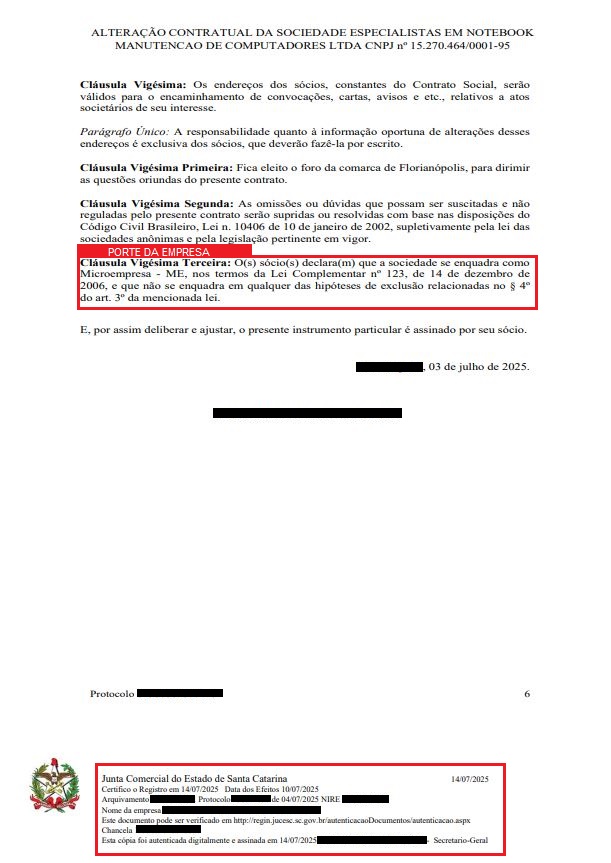 ALTERAÇÃO CONTRATUAL DA SOCIEDADE ESPECIALISTAS EM NOTEBOOK
MANUTENCAO DE COMPUTADORES LTDA CNPJ nº 15.270.464/0001-95
Cláusula Vigésima: Os endereços dos sócios, constantes do Contrato Social, serão
válidos para o encaminhamento de convocações, cartas, avisos e etc., relativos a atos
societários de seu interesse.
Parágrafo Único: A responsabilidade quanto à informação oportuna de alterações desses
endereços é exclusiva dos sócios, que deverão fazê-la por escrito.
Cláusula Vigésima Primeira: Fica eleito o foro da comarca de Florianópolis, para dirimir
as questões oriundas do presente contrato.
Cláusula Vigésima Segunda: As omissões ou dúvidas que possam ser suscitadas e não
reguladas pelo presente contrato serão supridas ou resolvidas com base nas disposições do
Código Civil Brasileiro, Lei n. 10406 de 10 de janeiro de 2002, supletivamente pela lei das
sociedades anônimas e pela legislação pertinente em vigor.
PORTE DA EMPRESA
Cláusula Vigésima Terceira: O(s) sócio(s) declara(m) que a sociedade se enquadra como
Microempresa - ME, nos termos da Lei Complementar nº 123, de 14 de dezembro de
2006, e que não se enquadra em qualquer das hipóteses de exclusão relacionadas no § 4º
do art. 3º da mencionada lei.
E, por assim deliberar e ajustar, o presente instrumento particular é assinado por seu sócio.
, 03 de julho de 2025.
Protocolo
6
Junta Comercial do Estado de Santa Catarina 14/07/2025
Certifico o Registro em 14/07/2025 Data dos Efeitos 10/07/2025
Arquivamento Protocolo de 04/07/2025 NIRE
Nome da empresa
Este documento pode ser verificado em http://regin.jucesc.sc.gov.br/autenticacaoDocumentos/autenticacao.aspx
Chancela
Esta cópia foi autenticada digitalmente e assinada em 14/07/2025 - Secretario-Geral